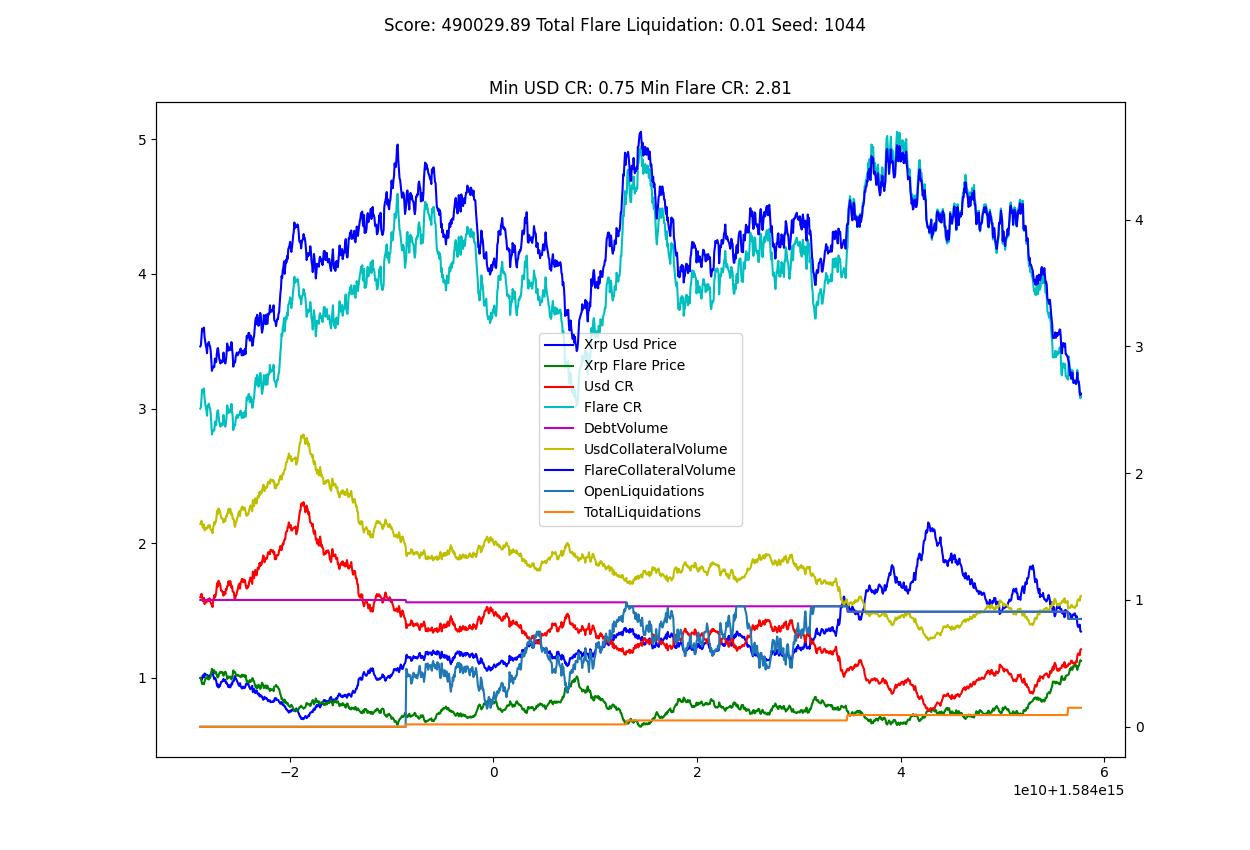 Score: 490029.89 Total Flare Liquidation: 0.01 Seed: 1044
Min USD CR: 0.75 Min Flare CR: 2.81
5
4
3
2
1
4
3
2
1
0
Xrp Usd Price
Xrp Flare Price
Usd CR
Flare CR
DebtVolume
UsdCollateralVolume
FlareCollateralVolume
OpenLiquidations
TotalLiquidations
−2 0 2 4 6
1e10+1.584e15